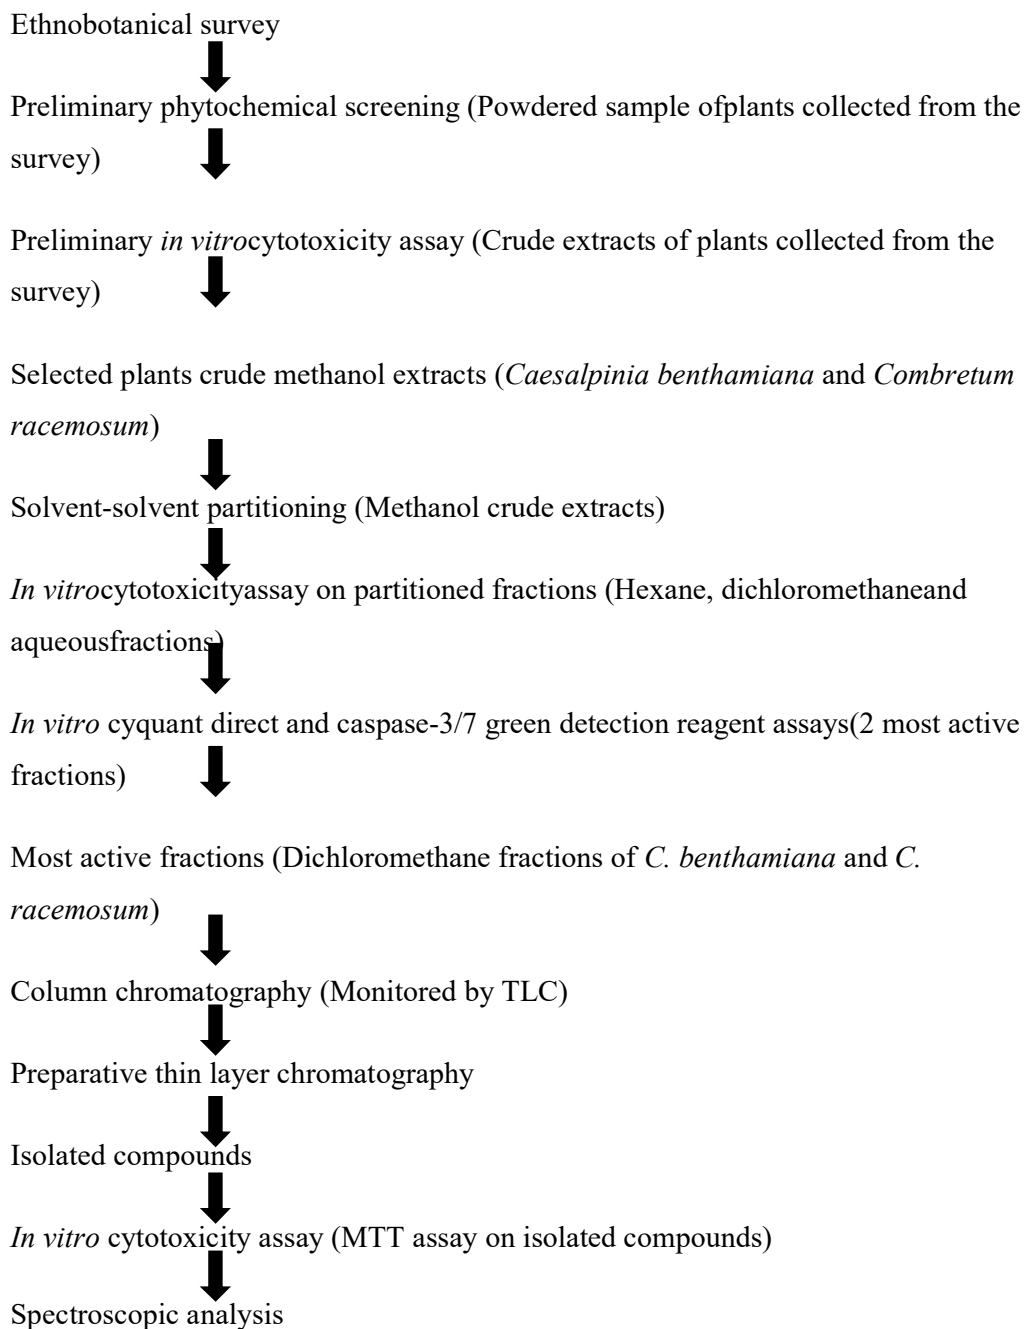 Ethnobotanical survey
Preliminary phytochemical screening (Powdered sample ofplants collected from the
survey)
Preliminary in vitrocytotoxicity assay (Crude extracts of plants collected from the
survey)
Selected plants crude methanol extracts (Caesalpinia benthamiana and Combretum
racemosum)
Solvent-solvent partitioning (Methanol crude extracts)
In vitrocytotoxicityassay on partitioned fractions (Hexane, dichloromethaneand
aqueousfractions)
In vitro cyquant direct and caspase-3/7 green detection reagent assays(2 most active
fractions)
Most active fractions (Dichloromethane fractions of C. benthamiana and C.
racemosum)
Column chromatography (Monitored by TLC)
Preparative thin layer chromatography
Isolated compounds
In vitro cytotoxicity assay (MTT assay on isolated compounds)
Spectroscopic analysis